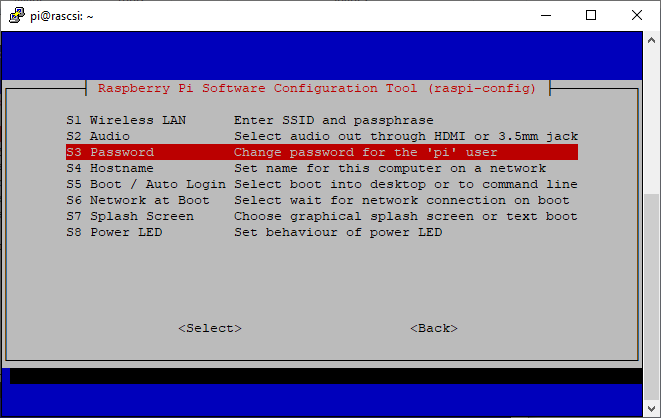 pi@rascsi: ~
Raspberry Pi Software Configuration Tool (raspi-config)
S1 Wireless LAN Enter SSID and passphrase
S2 Audio Select audio out through HDMI or 3.5mm jack
S3 Password Change password for the 'pi' user
S4 Hostname Set name for this computer on a network
S5 Boot / Auto Login Select boot into desktop or to command line
S6 Network at Boot Select wait for network connection on boot
S7 Splash Screen Choose graphical splash screen or text boot
S8 Power LED Set behaviour of power LED
<Select> <Back>